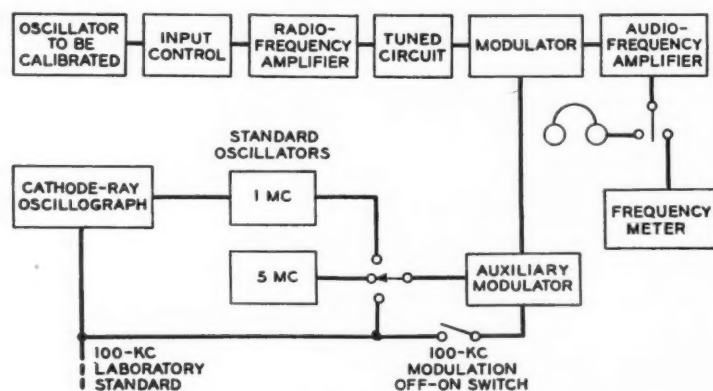 OSCILLATOR
TO BE
CALIBRATED
INPUT
CONTROL
RADIO-
FREQUENCY
AMPLIFIER
TUNED
CIRCUIT
MODULATOR
AUDIO-
FREQUENCY
AMPLIFIER
STANDARD
OSCILLATORS
CATHODE-RAY
OSCILLOGRAPH
1 MC
FREQUENCY
METER
5 MC
AUXILIARY
MODULATOR
100-KC
LABORATORY
STANDARD
100-KC
MODULATION
OFF-ON SWITCH